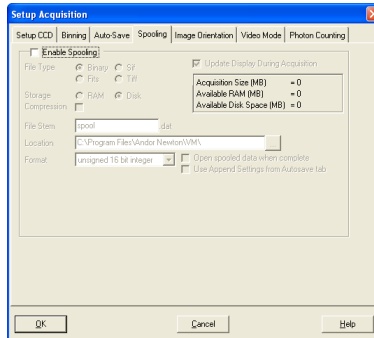 Setup Acquisition
Setup CCD Binning Auto-Save Spooling Image Orientation Video Mode Photon Counting
Enable Spooling
File Type Binary Sif Update Display During Acquisition
Fits Tiff
Acquisition Size (MB) = 0
Storage RAM Disk Available RAM (MB) = 0
Compression Available Disk Space (MB) = 0
File Stem spool .dat
Location C:\Program Files\Andor Newton\VM\
Format unsigned 16 bit integer Open spooled data when complete
Use Append Settings from Autosave tab
OK Cancel Help